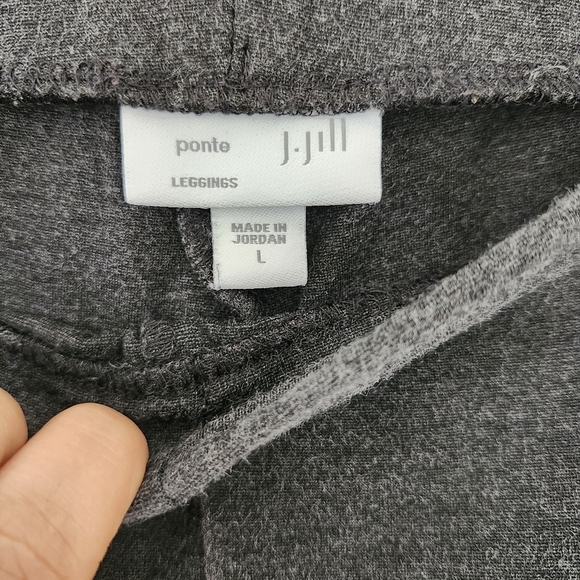 ponte J.Jill
LEGGINGS
MADE IN
JORDAN
L